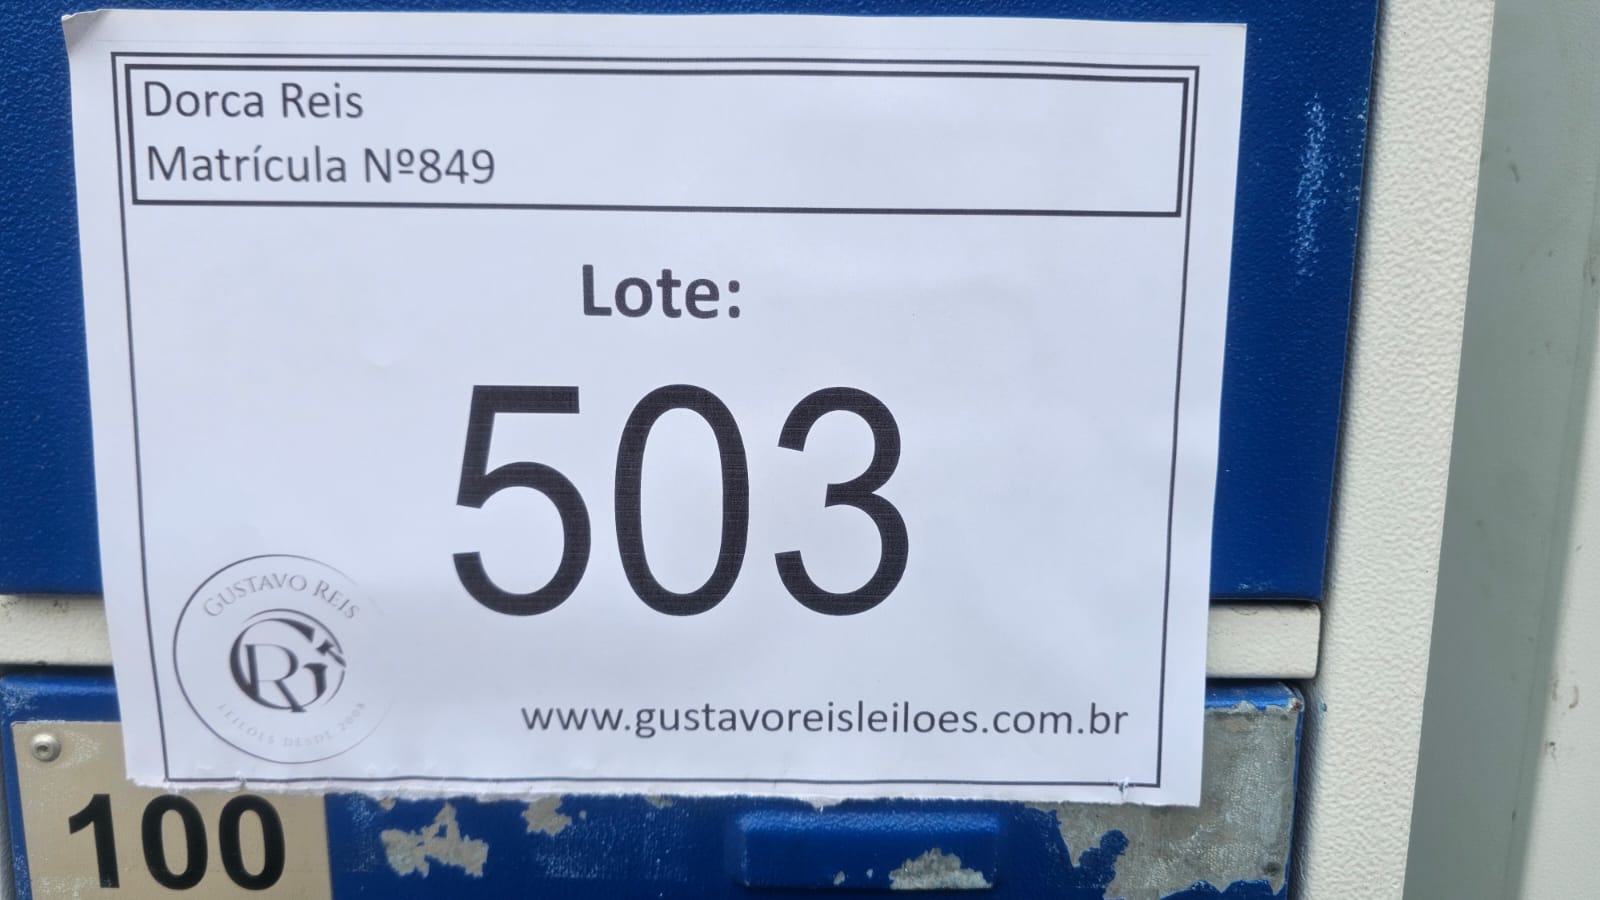 Dorca Reis
Matrícula Nº849
Lote:
503
GUSTAVO REIS
GR
LEILÕES DESDE 2008
www.gustavoreisleiloes.com.br
100